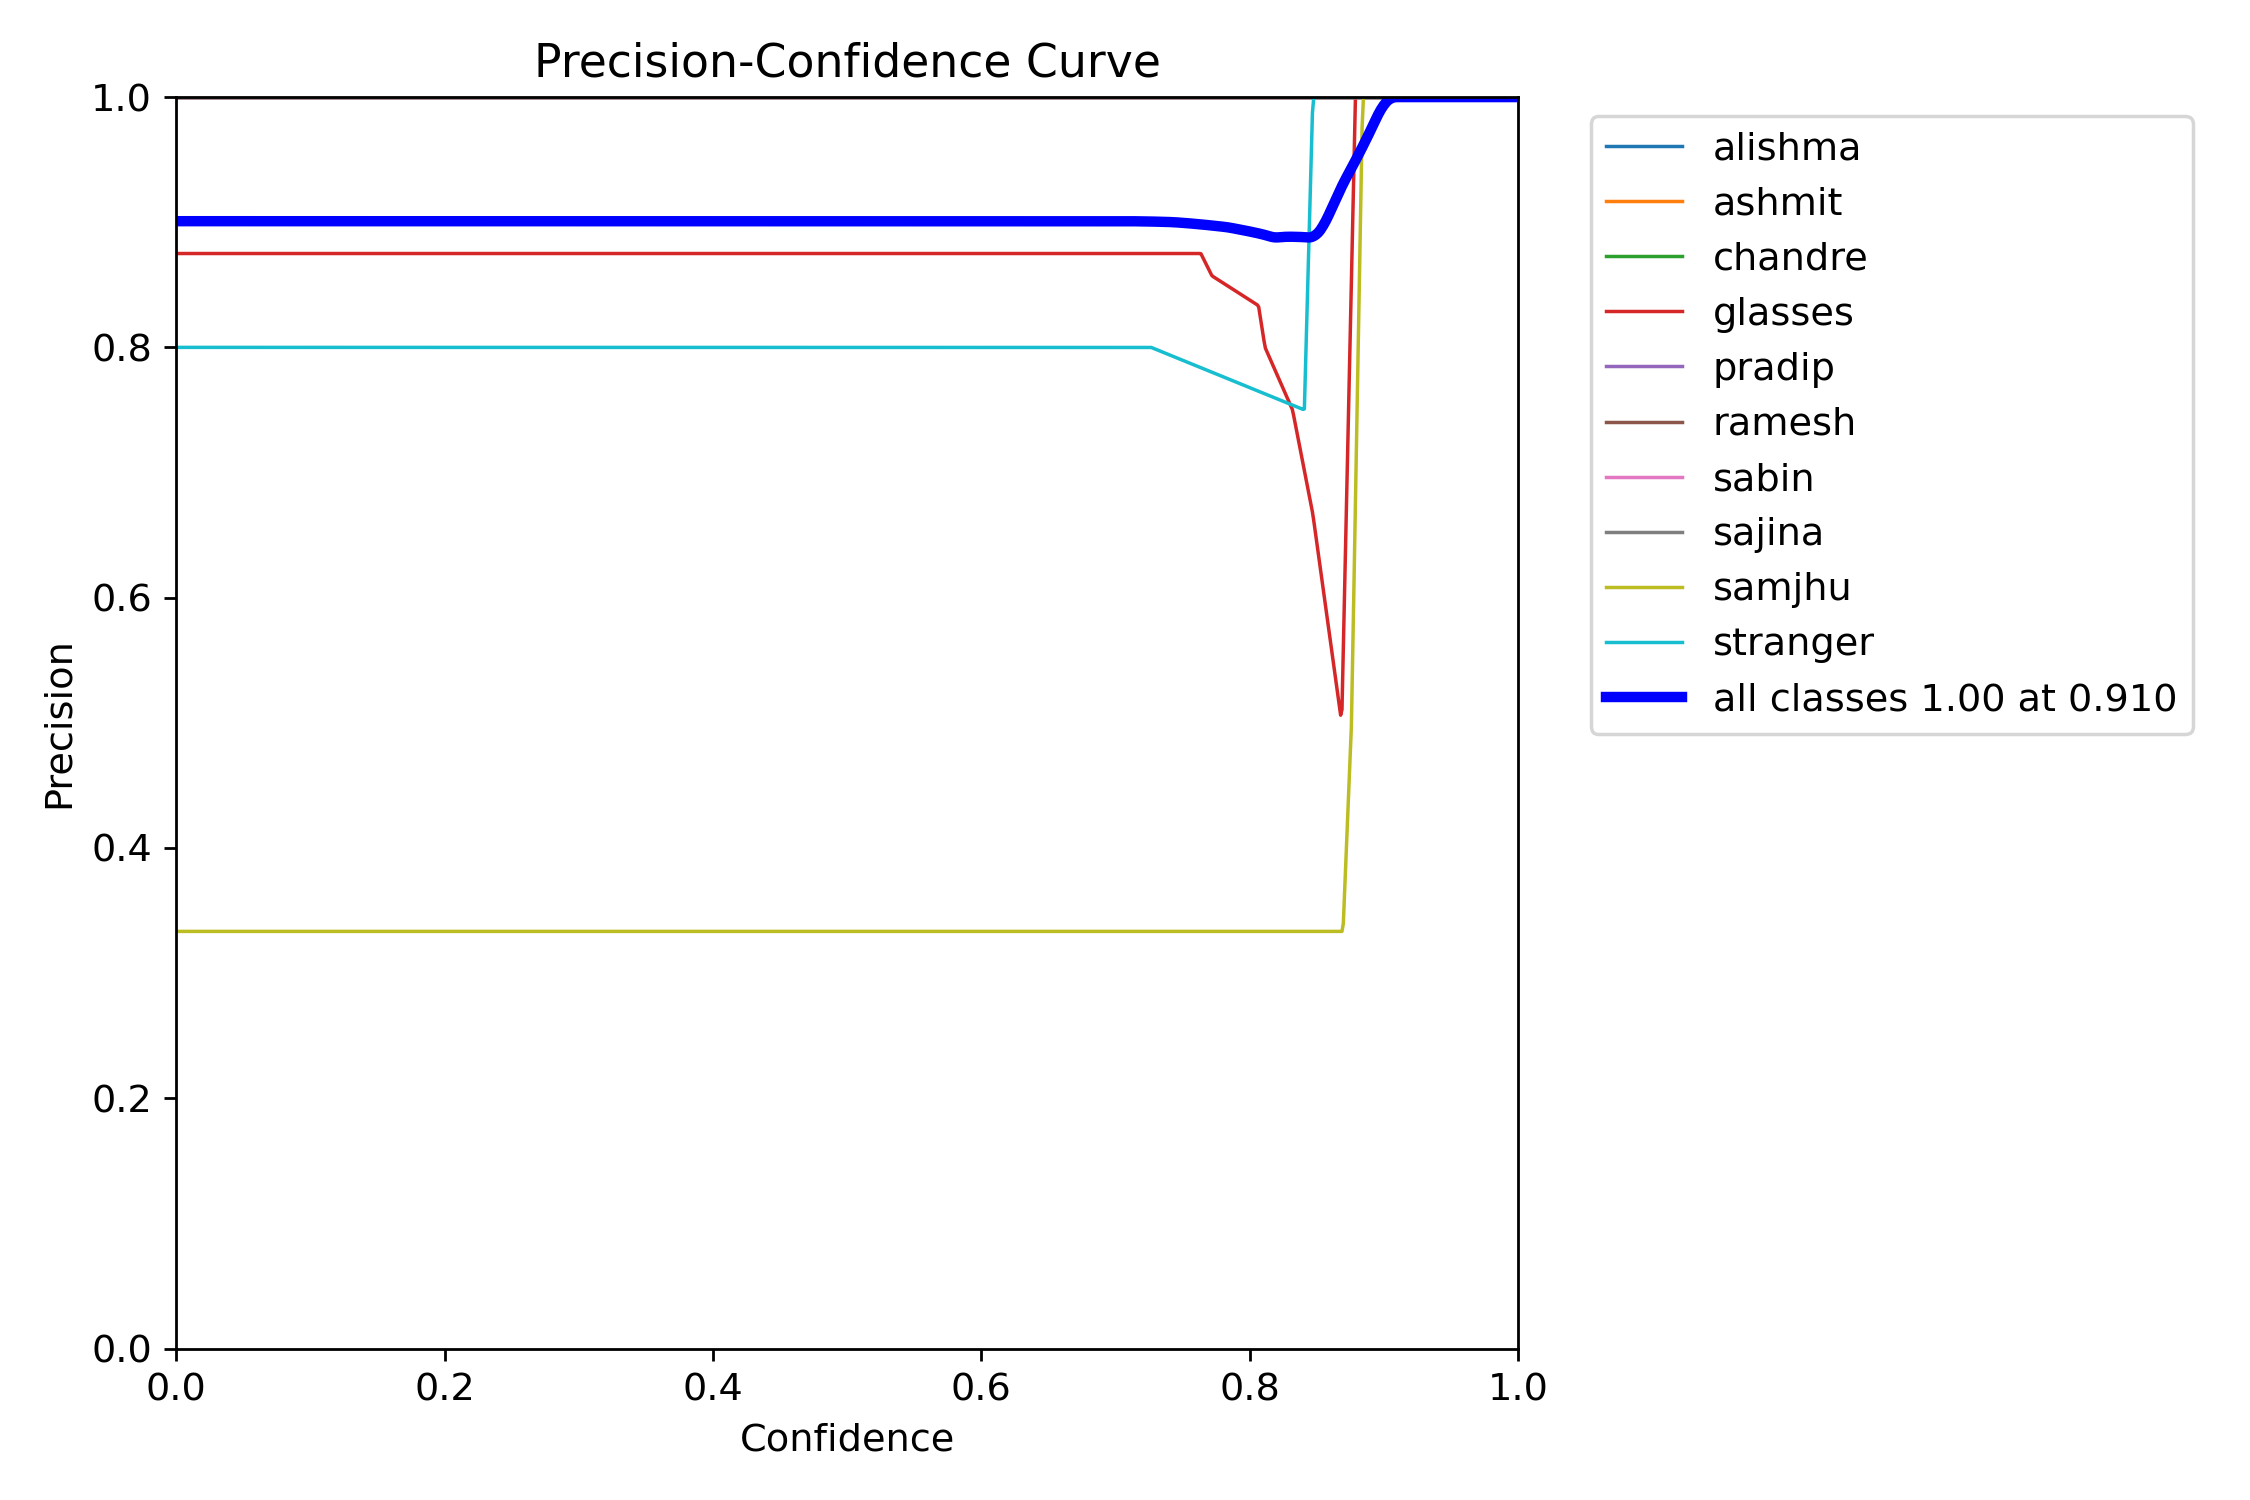 Precision-Confidence Curve
1.0
0.8
0.6
0.4
0.2
0.0
Precision
0.0 0.2 0.4 0.6 0.8 1.0
Confidence
alishma
ashmit
chandre
glasses
pradip
ramesh
sabin
sajina
samjhu
stranger
all classes 1.00 at 0.910